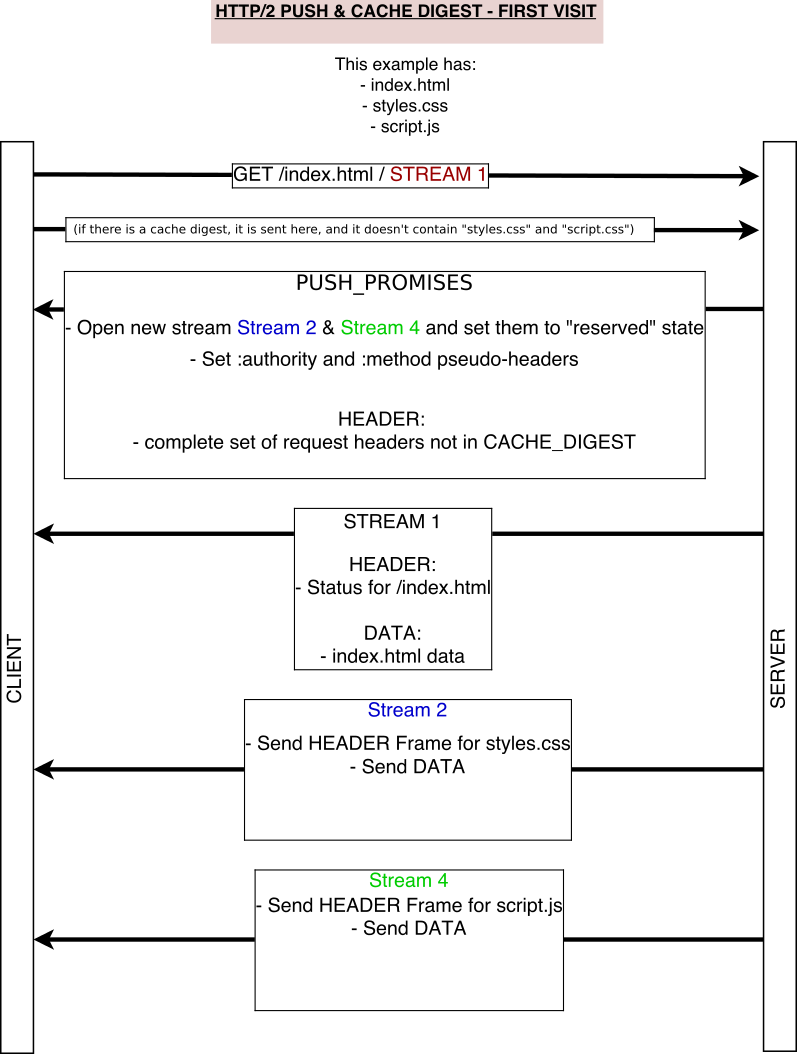 HTTP/2 PUSH & CACHE DIGEST - FIRST VISIT
This example has:
- index.html
- styles.css
- script.js
GET /index.html / STREAM 1
(if there is a cache digest, it is sent here, and it doesn't contain "styles.css" and "script.css")
PUSH_PROMISES
- Open new stream Stream 2 & Stream 4 and set them to "reserved" state
- Set :authority and :method pseudo-headers
HEADER:
- complete set of request headers not in CACHE_DIGEST
STREAM 1
HEADER:
- Status for /index.html
DATA:
- index.html data
CLIENT
SERVER
Stream 2
- Send HEADER Frame for styles.css
- Send DATA
Stream 4
- Send HEADER Frame for script.js
- Send DATA